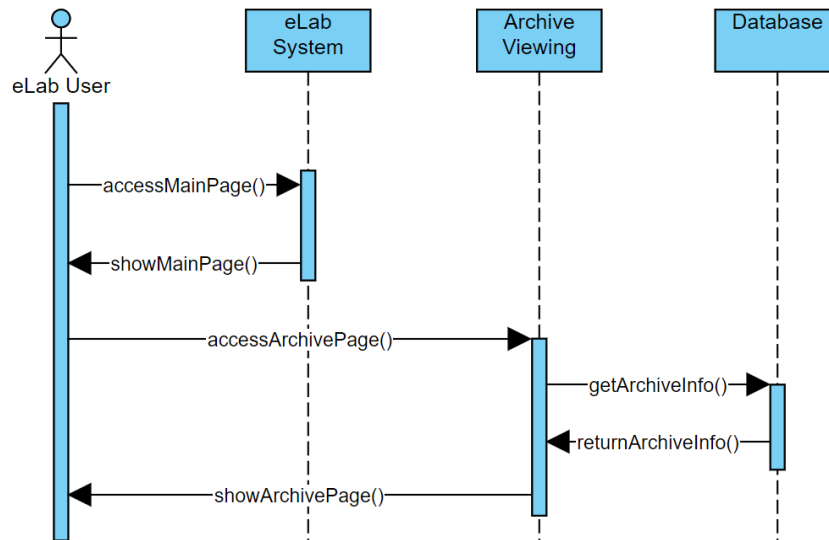 eLab User
eLab
System
Archive
Viewing
Database
accessMainPage()
showMainPage()
accessArchivePage()
getArchiveInfo()
returnArchiveInfo()
showArchivePage()